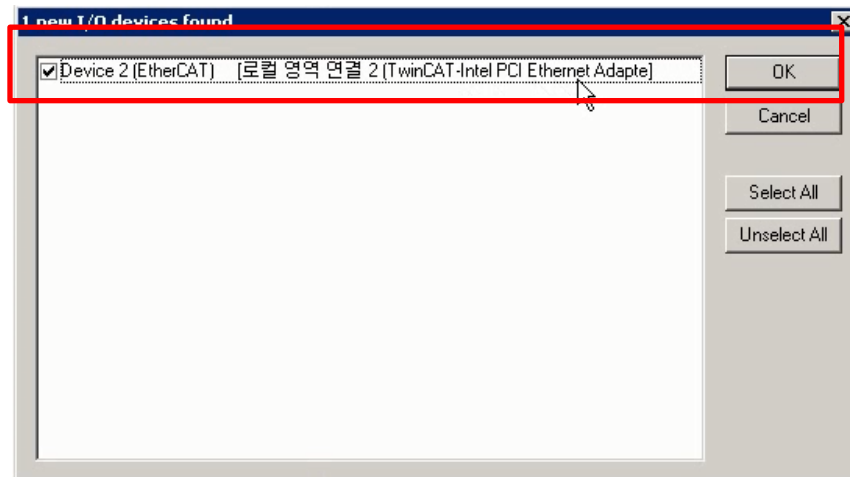 1 new I/O devices found
Device 2 (EtherCAT) [로컬 영역 연결 2 (TwinCAT-Intel PCI Ethernet Adapte]
OK
Cancel
Select All
Unselect All